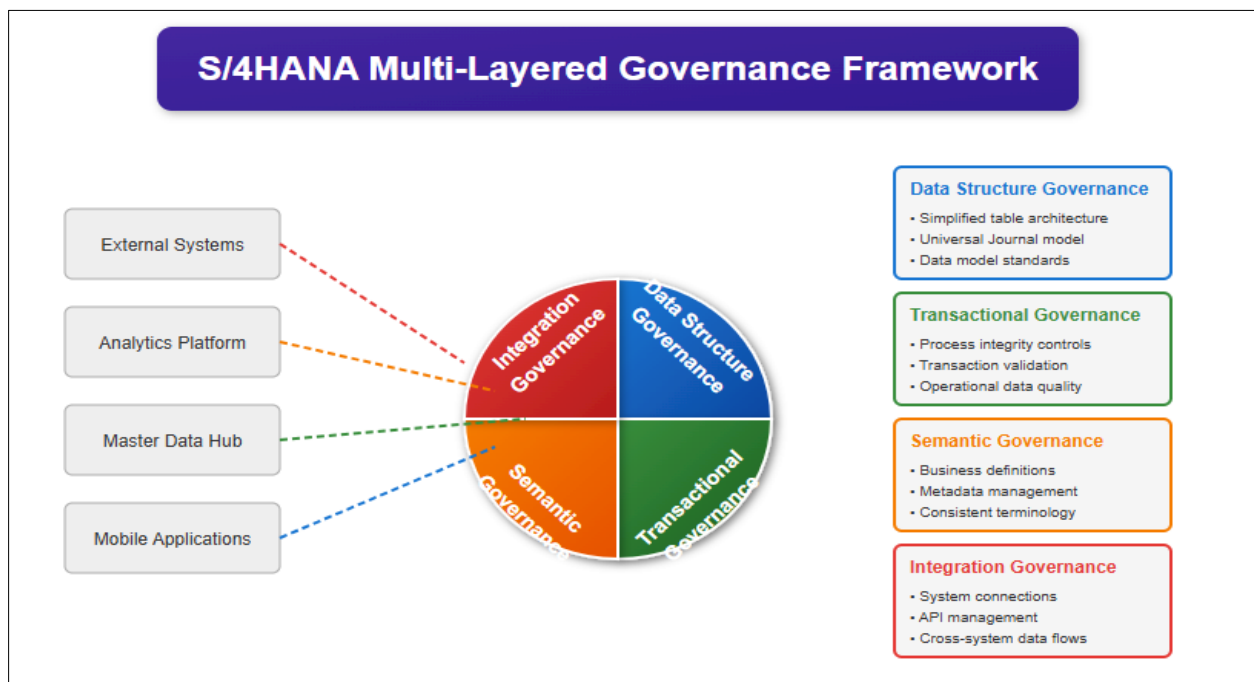 S/4HANA Multi-Layered Governance Framework
External Systems
Analytics Platform
Master Data Hub
Mobile Applications
Integration
Governance
Data Structure
Governance
Semantic
Governance
Transactional
Governance
Data Structure Governance
• Simplified table architecture
• Universal Journal model
• Data model standards
Transactional Governance
• Process integrity controls
• Transaction validation
• Operational data quality
Semantic Governance
• Business definitions
• Metadata management
• Consistent terminology
Integration Governance
• System connections
• API management
• Cross-system data flows